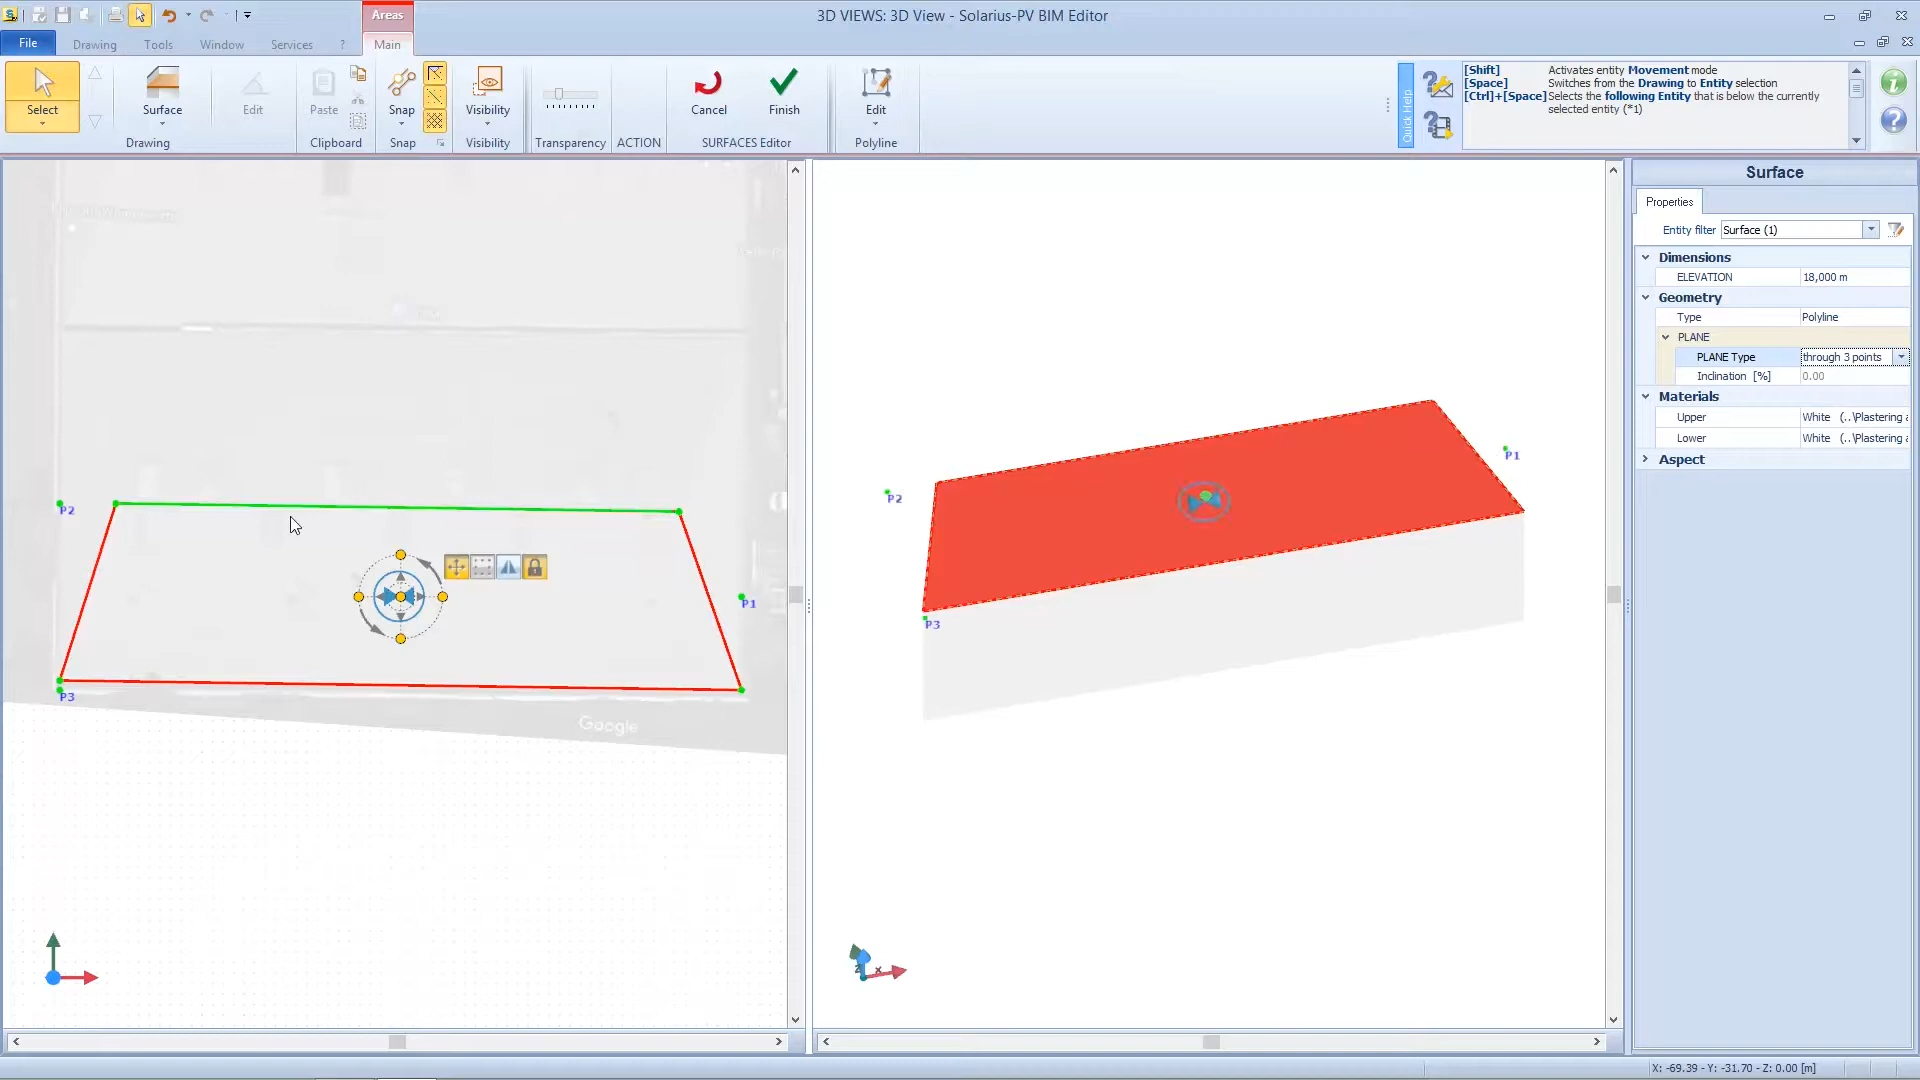 Areas
3D VIEWS: 3D View - Solarius-PV BIM Editor
File
Drawing
Tools
Window
Services
?
Main
Select
Surface
Edit
Paste
Snap
Visibility
Cancel
Finish
Edit
Drawing
Clipboard
Snap
Visibility
Transparency
ACTION
SURFACES Editor
Polyline
Quick Help
[Shift] Activates entity Movement mode
[Space] Switches from the Drawing to Entity selection
[Ctrl]+[Space] Selects the following Entity that is below the currently
selected entity (*1)
Surface
Properties
Entity filter Surface (1)
Dimensions
ELEVATION 18,000 m
Geometry
Type Polyline
PLANE
PLANE Type through 3 points
Inclination [%] 0.00
Materials
Upper White (..\Plastering a
Lower White (..\Plastering a
Aspect
P2
P1
P3
Google
P1
P2
P3
Z
X
X: -69.39 - Y: -31.70 - Z: 0.00 [m]